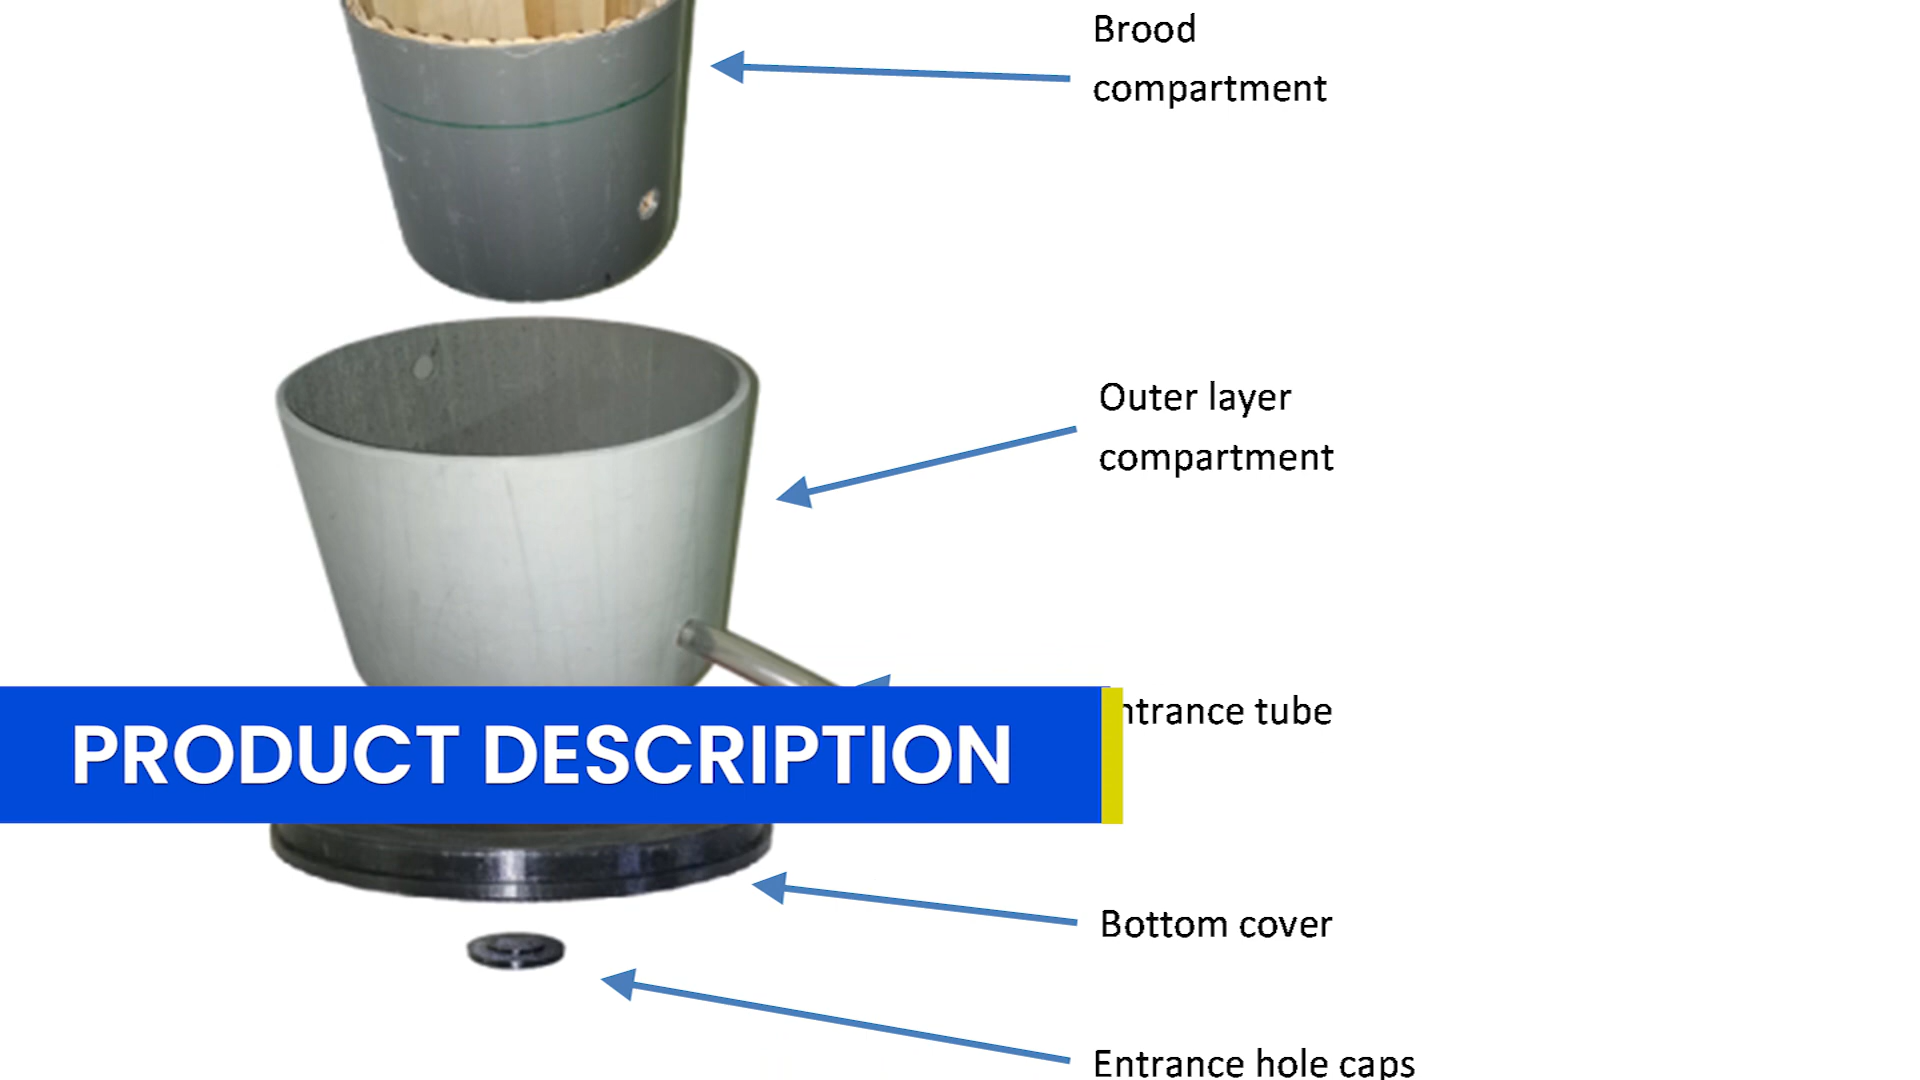 Brood
compartment
Outer layer
compartment
ntrance tube
PRODUCT DESCRIPTION
Bottom cover
Entrance hole caps